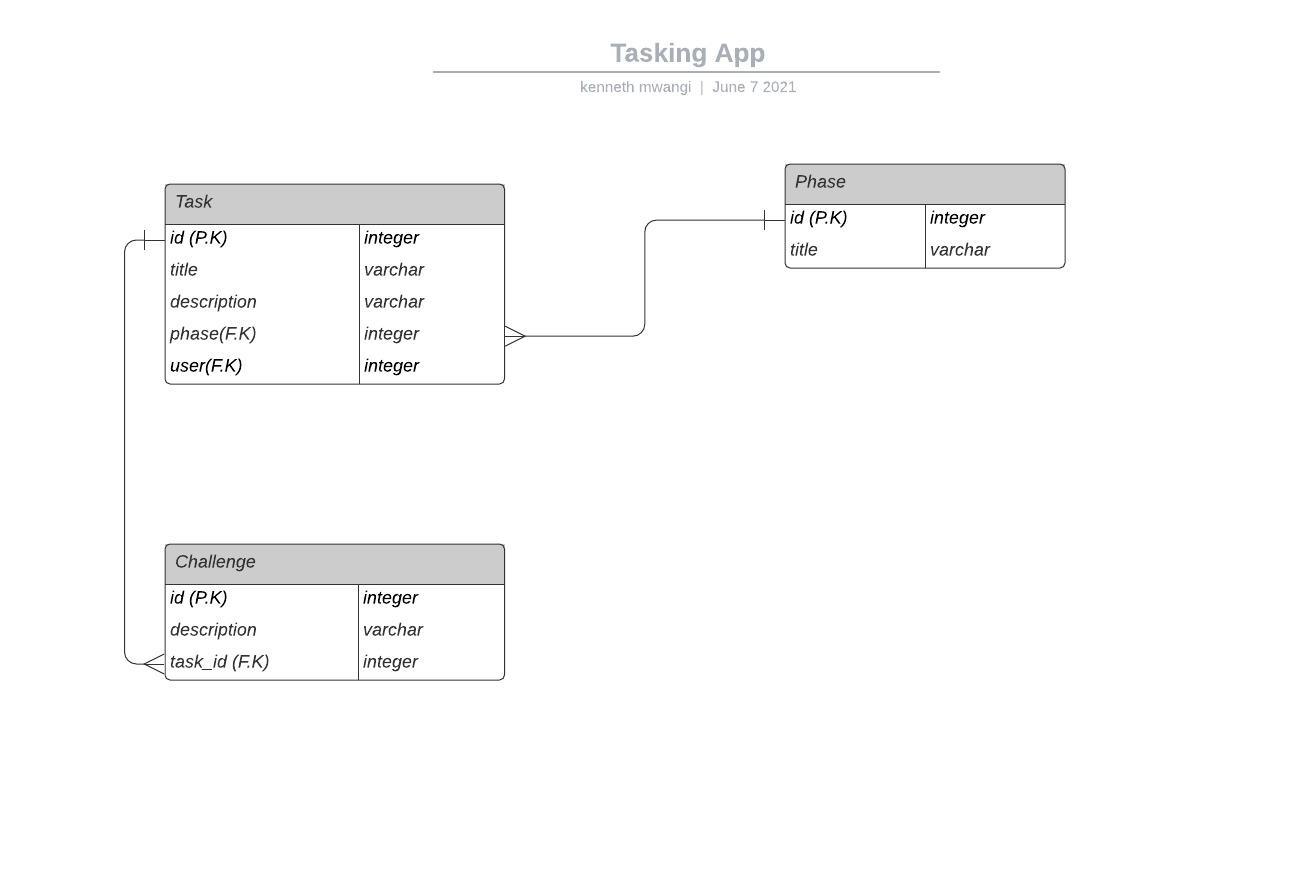 Tasking App
kenneth mwangi | June 7 2021
Task
id (P.K) integer
title varchar
description varchar
phase(F.K) integer
user(F.K) integer
Phase
id (P.K) integer
title varchar
Challenge
id (P.K) integer
description varchar
task_id (F.K) integer